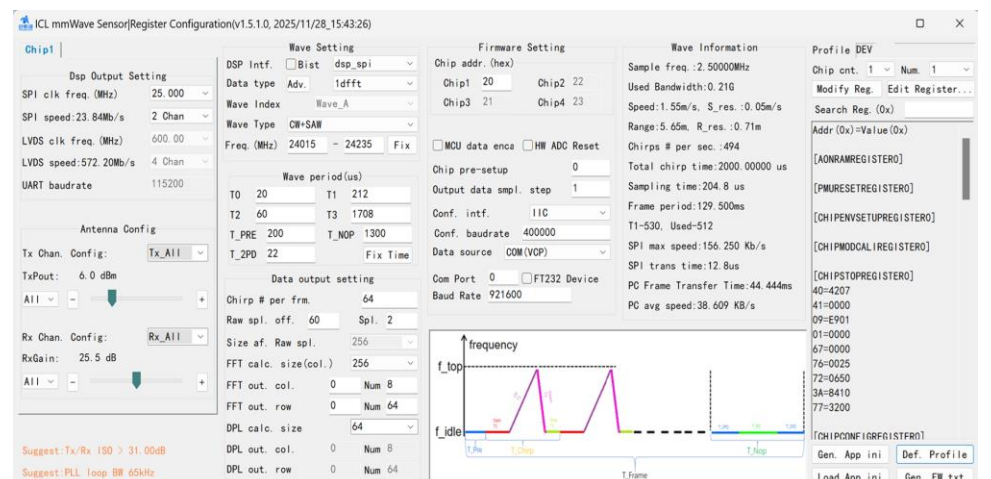 ICL mmWave Sensor|Register Configuration(v1.5.1.0, 2025/11/28_15:43:26)
Chip1
Dsp Output Setting
SPI clk freq. (MHz) 25.000
SPI speed:23.84Mb/s 2 Chan
LVDS clk freq. (MHz) 600.00
LVDS speed:572.20Mb/s 4 Chan
UART baudrate 115200
Antenna Config
Tx Chan. Config: Tx_All
TxPout: 6.0 dBm
All - +
Rx Chan. Config: Rx_All
RxGain: 25.5 dB
All - +
Suggest:Tx/Rx ISO > 31.00dB
Suggest:PLL loop BW 65kHz
Wave Setting
DSP Intf. Bist dsp_spi
Data type Adv. 1dfft
Wave Index Wave_A
Wave Type CW+SAW
Freq. (MHz) 24015 - 24235 Fix
Wave period(us)
T0 20 T1 212
T2 60 T3 1708
T_PRE 200 T_NOP 1300
T_2PD 22 Fix Time
Data output setting
Chirp # per frm. 64
Raw spl. off. 60 Spl. 2
Size af. Raw spl. 256
FFT calc. size(col.) 256
FFT out. col. 0 Num 8
FFT out. row 0 Num 64
DPL calc. size 64
DPL out. col. 0 Num 8
DPL out. row 0 Num 64
Firmware Setting
Chip addr. (hex)
Chip1 20 Chip2 22
Chip3 21 Chip4 23
MCU data enca HW ADC Reset
Chip pre-setup 0
Output data smpl. step 1
Conf. intf. IIC
Conf. baudrate 400000
Data source COM(VCP)
Com Port 0 FT232 Device
Baud Rate 921600
Wave Information
Sample freq. :2.50000MHz
Used Bandwidth:0.21G
Speed:1.55m/s, S_res. :0.05m/s
Range:5.65m, R_res. :0.71m
Chirps # per sec. :494
Total chirp time:2000.00000 us
Sampling time:204.8 us
Frame period:129.500ms
T1-530, Used-512
SPI max speed:156.250 Kb/s
SPI trans time:12.8us
PC Frame Transfer Time:44.444ms
PC avg speed:38.609 KB/s
frequency
f_top
f_idle
T_Pre T_Chirp T_Nop
T_Frame
Profile DEV
Chip cnt. 1 Num. 1
Modify Reg. Edit Register...
Search Reg. (0x)
Addr(0x)=Value(0x)
[AONRAMREGISTER0]
[PMURESETREGISTER0]
[CHIPENVSETUPREGISTER0]
[CHIPMODCALIREGISTER0]
[CHIPSTOPREGISTER0]
40=4207
41=0000
09=E901
01=0000
67=0000
76=0025
72=0650
3A=8410
77=3200
[CHIPCONFIGREGISTER0]
Gen. App ini Def. Profile
Load App ini Gen. FW txt